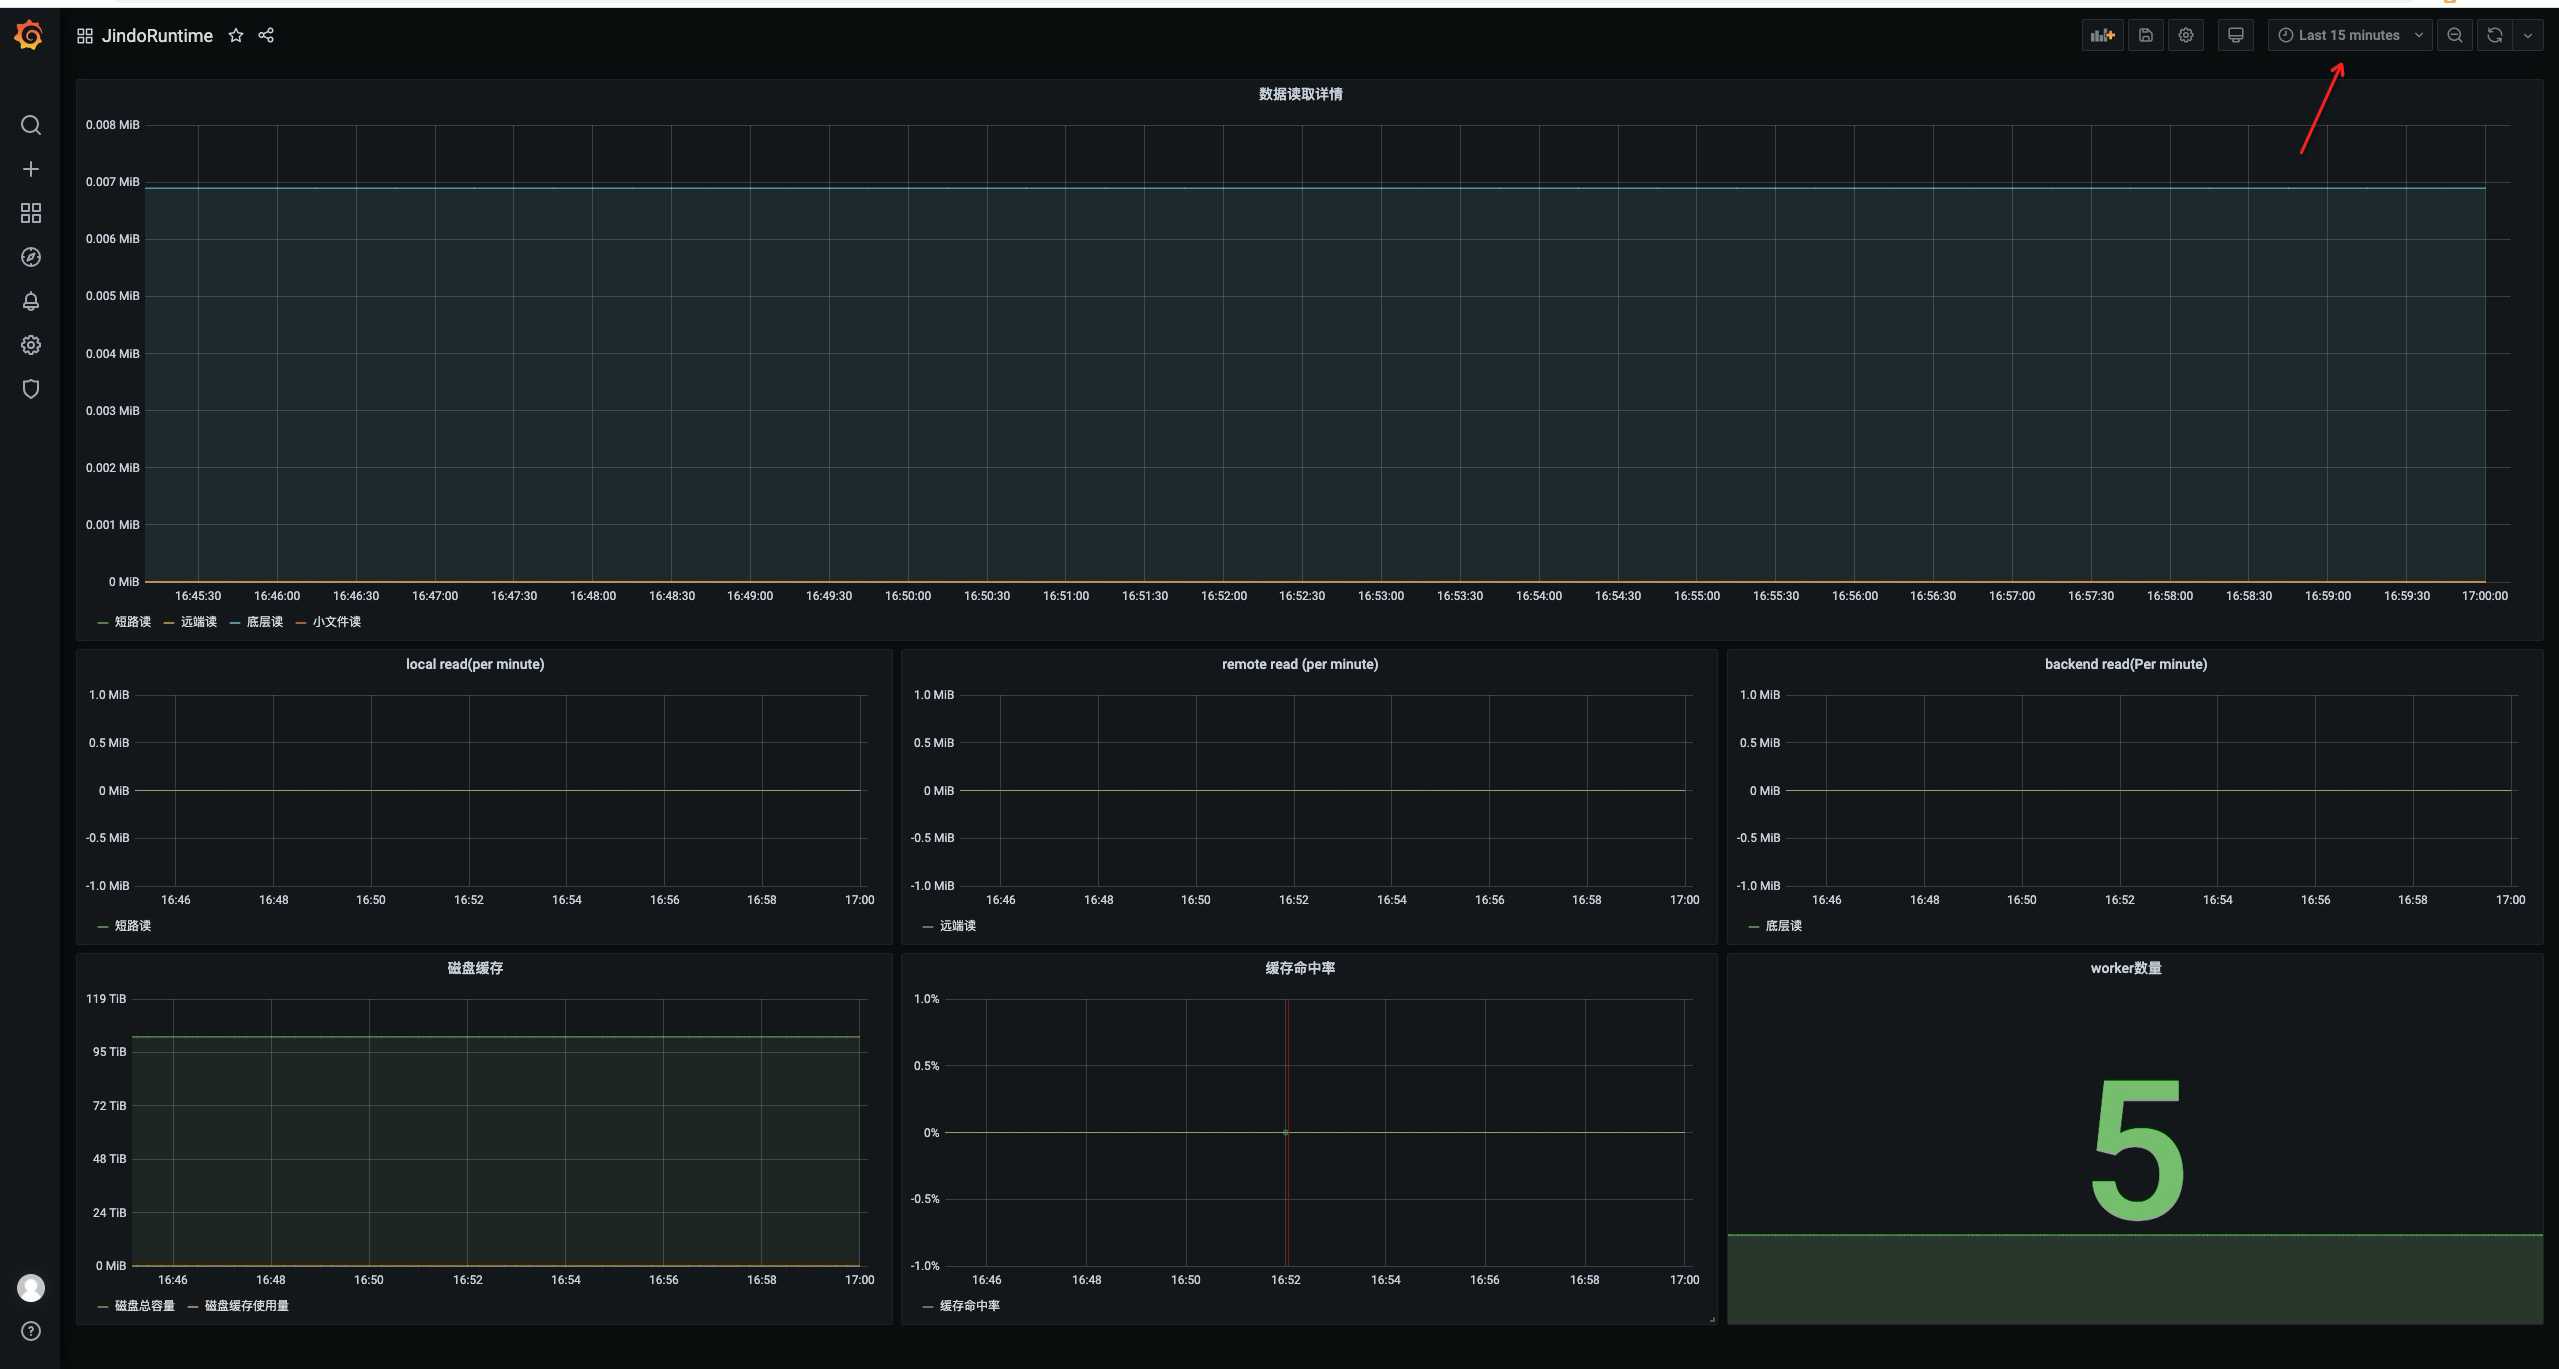 JindoRuntime
Last 15 minutes
数据读取详情
0.008 MiB
0.007 MiB
0.006 MiB
0.005 MiB
0.004 MiB
0.003 MiB
0.002 MiB
0.001 MiB
0 MiB
16:45:30 16:46:00 16:46:30 16:47:00 16:47:30 16:48:00 16:48:30 16:49:00 16:49:30 16:50:00 16:50:30 16:51:00 16:51:30 16:52:00 16:52:30 16:53:00 16:53:30 16:54:00 16:54:30 16:55:00 16:55:30 16:56:00 16:56:30 16:57:00 16:57:30 16:58:00 16:58:30 16:59:00 16:59:30 17:00:00
短路读 远端读 底层读 小文件读
local read(per minute)
1.0 MiB
0.5 MiB
0 MiB
-0.5 MiB
-1.0 MiB
16:46 16:48 16:50 16:52 16:54 16:56 16:58 17:00
短路读
remote read (per minute)
1.0 MiB
0.5 MiB
0 MiB
-0.5 MiB
-1.0 MiB
16:46 16:48 16:50 16:52 16:54 16:56 16:58 17:00
远端读
backend read(Per minute)
1.0 MiB
0.5 MiB
0 MiB
-0.5 MiB
-1.0 MiB
16:46 16:48 16:50 16:52 16:54 16:56 16:58 17:00
底层读
磁盘缓存
119 TiB
95 TiB
72 TiB
48 TiB
24 TiB
0 MiB
16:46 16:48 16:50 16:52 16:54 16:56 16:58 17:00
磁盘总容量 磁盘缓存使用量
缓存命中率
1.0%
0.5%
0%
-0.5%
-1.0%
16:46 16:48 16:50 16:52 16:54 16:56 16:58 17:00
缓存命中率
worker数量
5